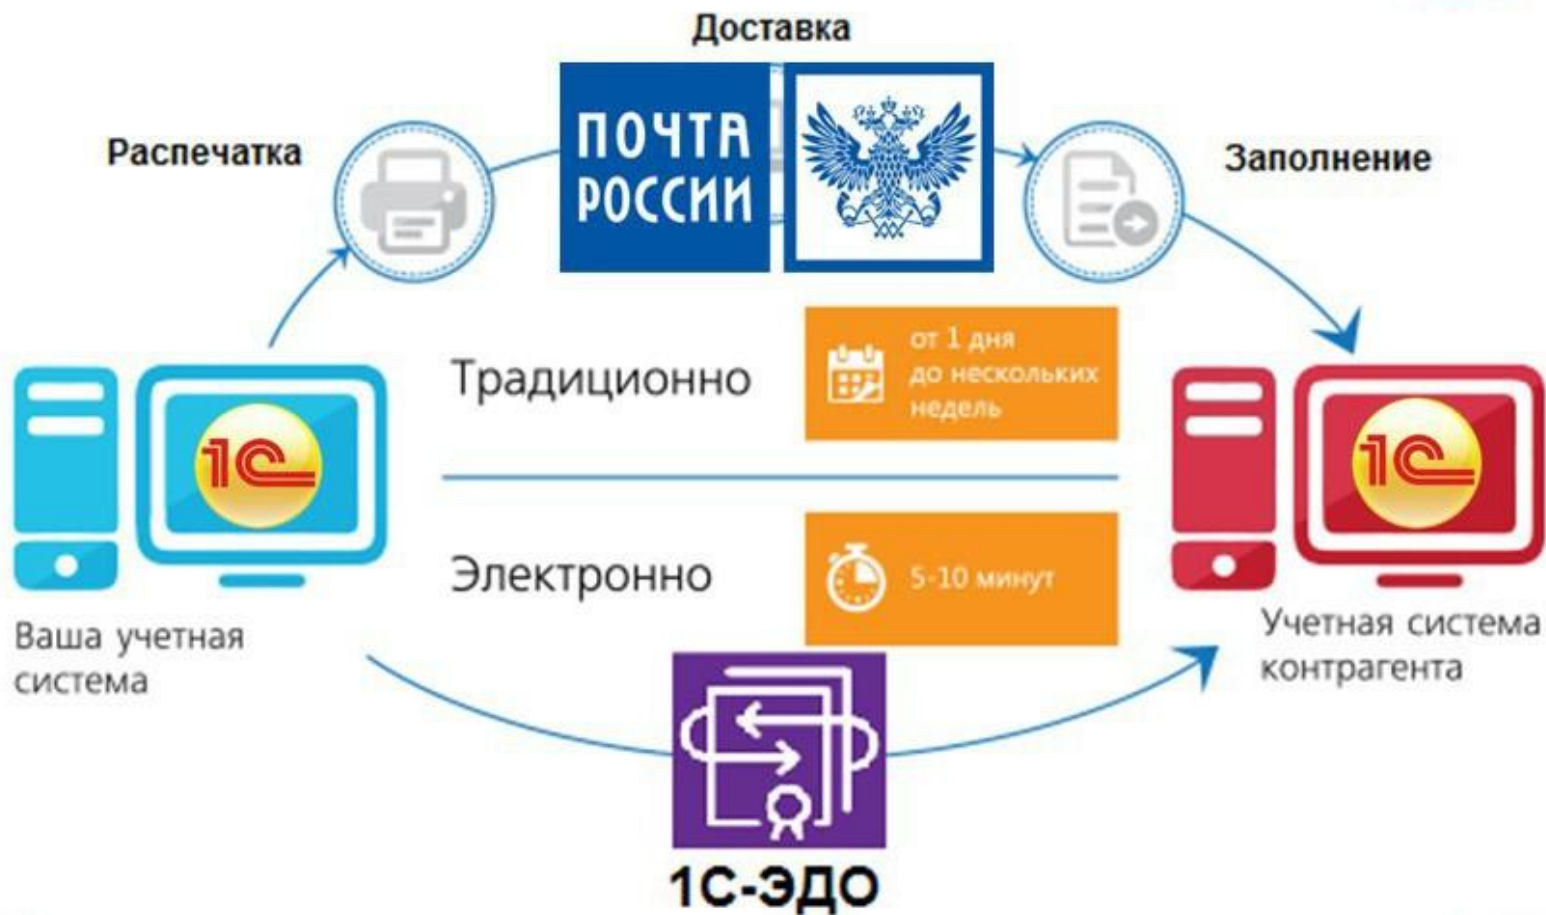 Доставка
Распечатка
ПОЧТА
РОССИИ
Заполнение
Традиционно
от 1 дня
до нескольких
недель
1С
1С
Электронно
5-10 минут
Ваша учетная
система
Учетная система
контрагента
1С-ЭДО